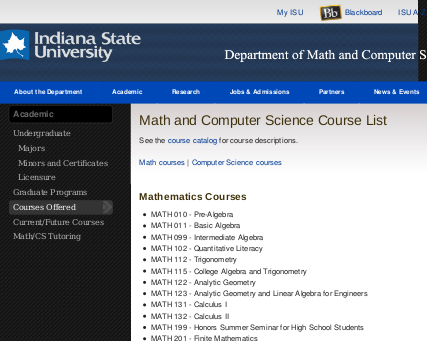 My ISU Bb Blackboard ISU A-
Indiana State
University
Department of Math and Computer S
About the Department Academic Research Jobs & Admissions Partners News & Events
Academic
Undergraduate
Majors
Minors and Certificates
Licensure
Graduate Programs
Courses Offered
Current/Future Courses
Math/CS Tutoring
Math and Computer Science Course List
See the course catalog for course descriptions.
Math courses | Computer Science courses
Mathematics Courses
MATH 010 - Pre-Algebra
MATH 011 - Basic Algebra
MATH 099 - Intermediate Algebra
MATH 102 - Quantitative Literacy
MATH 112 - Trigonometry
MATH 115 - College Algebra and Trigonometry
MATH 122 - Analytic Geometry
MATH 123 - Analytic Geometry and Linear Algebra for Engineers
MATH 131 - Calculus I
MATH 132 - Calculus II
MATH 199 - Honors Summer Seminar for High School Students
MATH 201 - Finite Mathematics